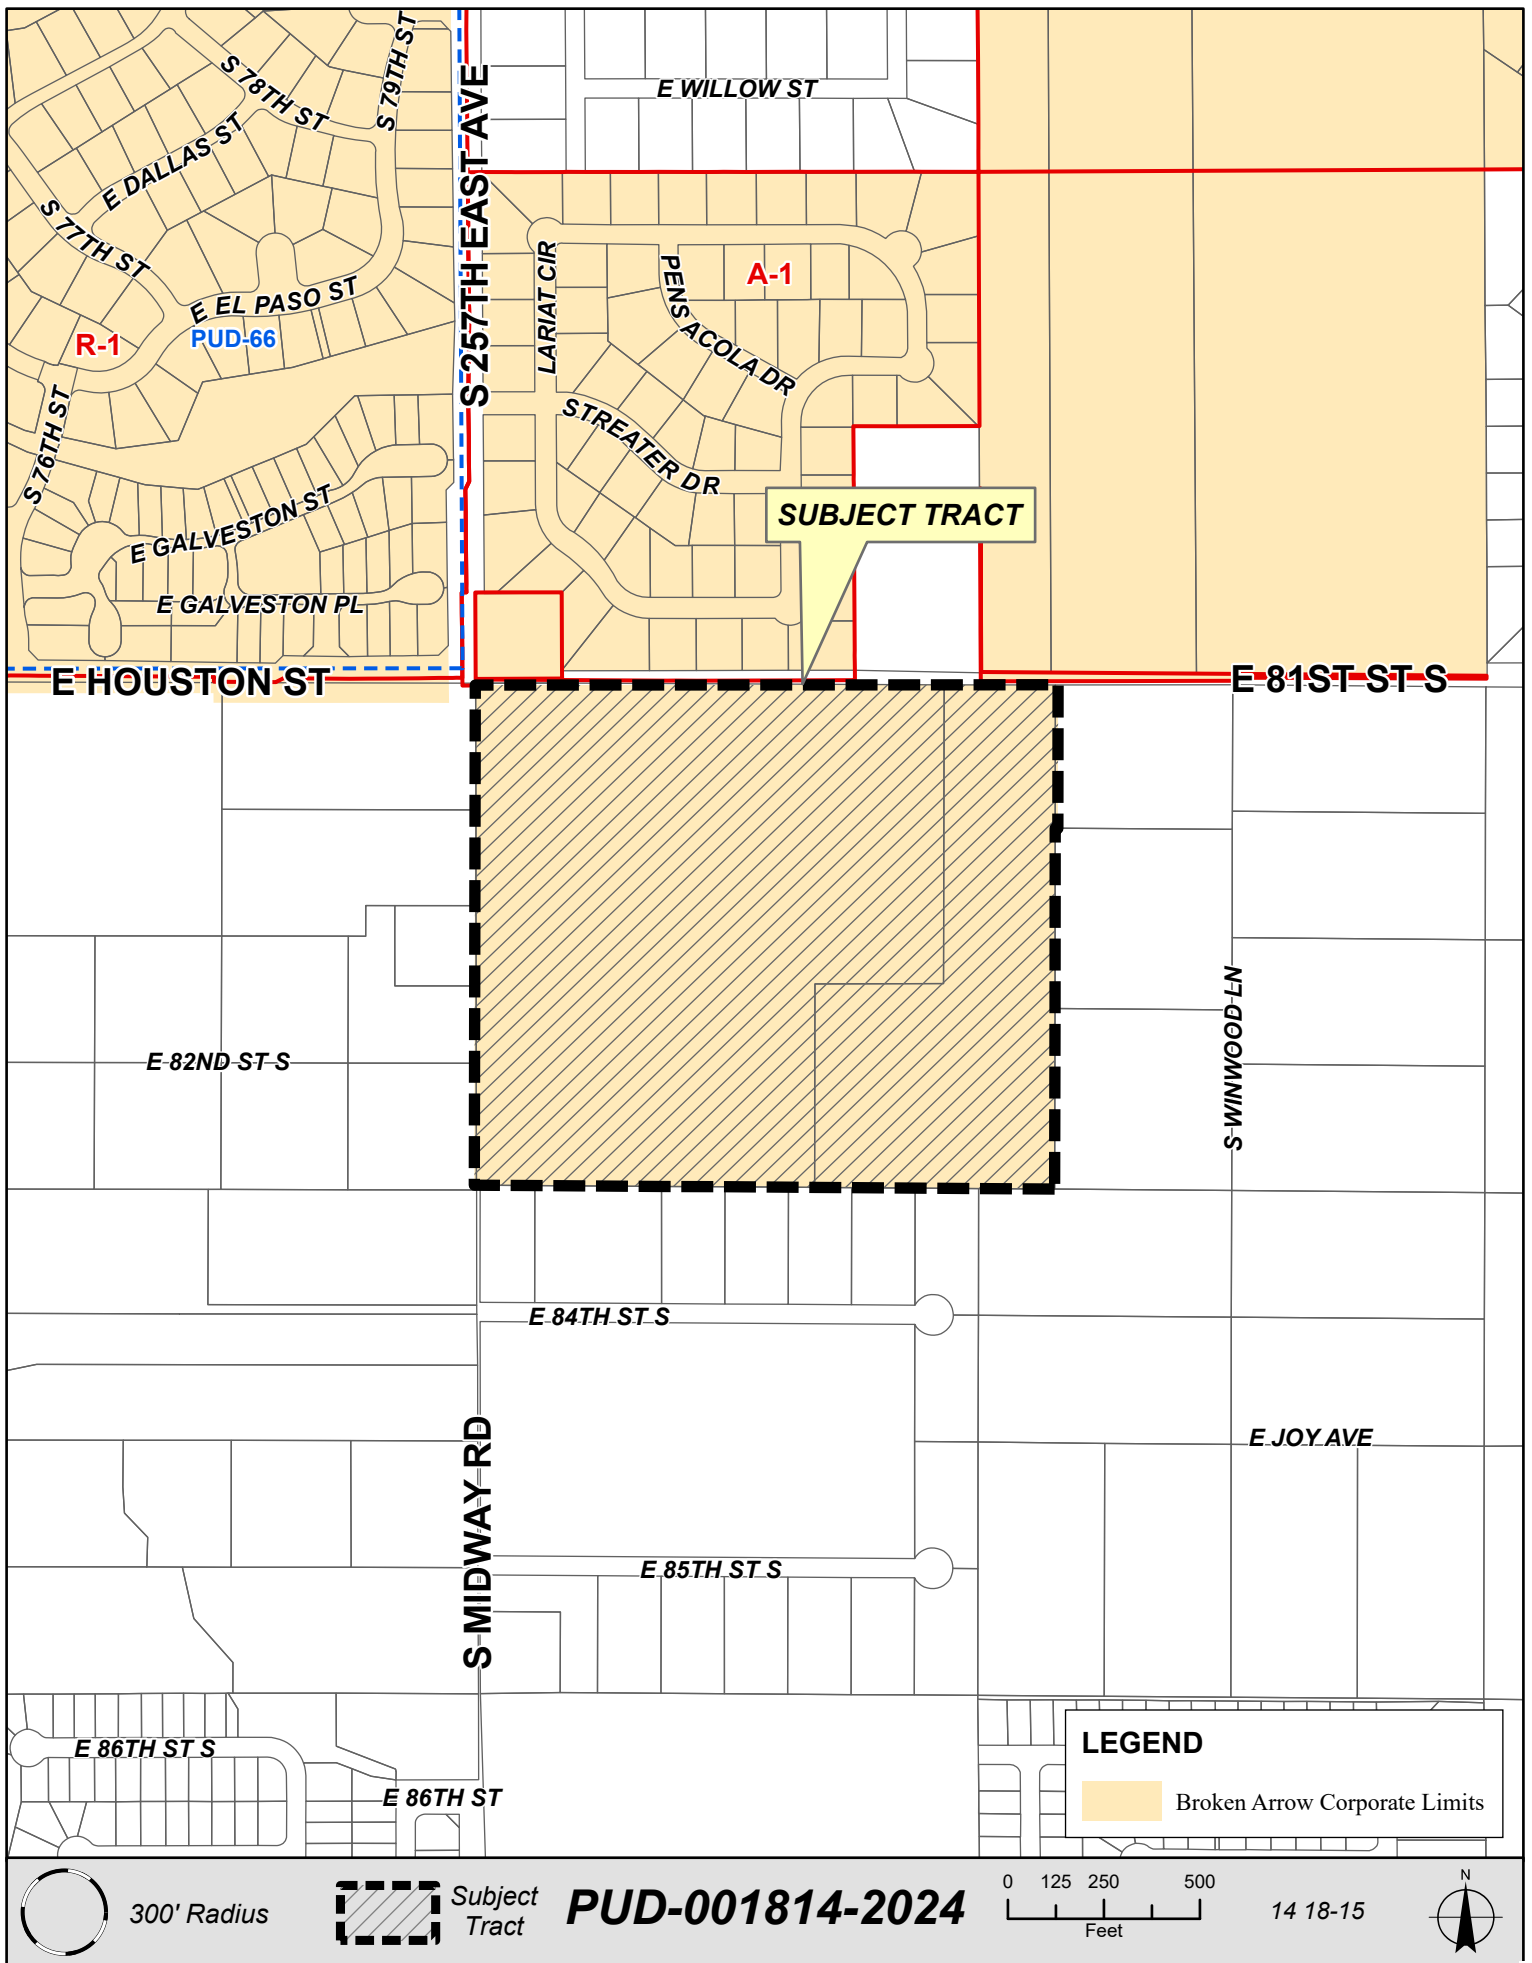 E WILLOW ST
S 79TH ST
S 78TH ST
E DALLAS ST
S 77TH ST
E EL PASO ST
PUD-66
R-1
S 76TH ST
E GALVESTON ST
E GALVESTON PL
S 257TH EAST AVE
LARIAT CIR
PENSACOLA DR
A-1
STREATER DR
SUBJECT TRACT
E HOUSTON ST
E 81ST ST S
E 82ND ST S
S WINWOOD LN
E 84TH ST S
S MIDWAY RD
E JOY AVE
E 85TH ST S
E 86TH ST S
E 86TH ST
LEGEND
Broken Arrow Corporate Limits
300' Radius
Subject
Tract
PUD-001814-2024
0 125 250 500
Feet
14 18-15
N